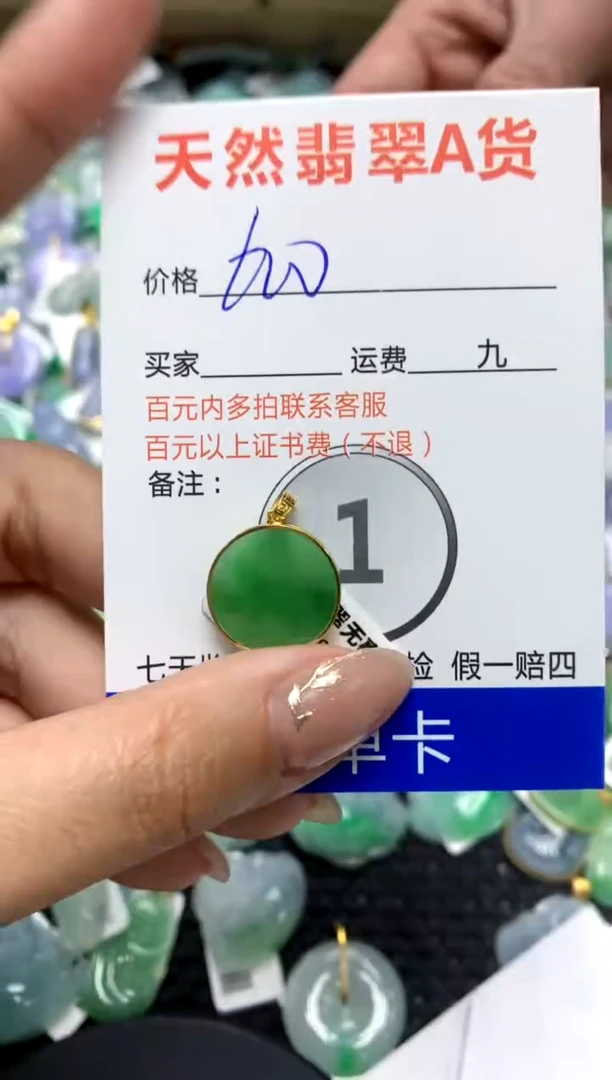 天然翡翠A货
价格
买家 运费 九
百元内多拍联系客服
百元以上证书费（不退）
备注：
1
七天 检 假一赔四
卡